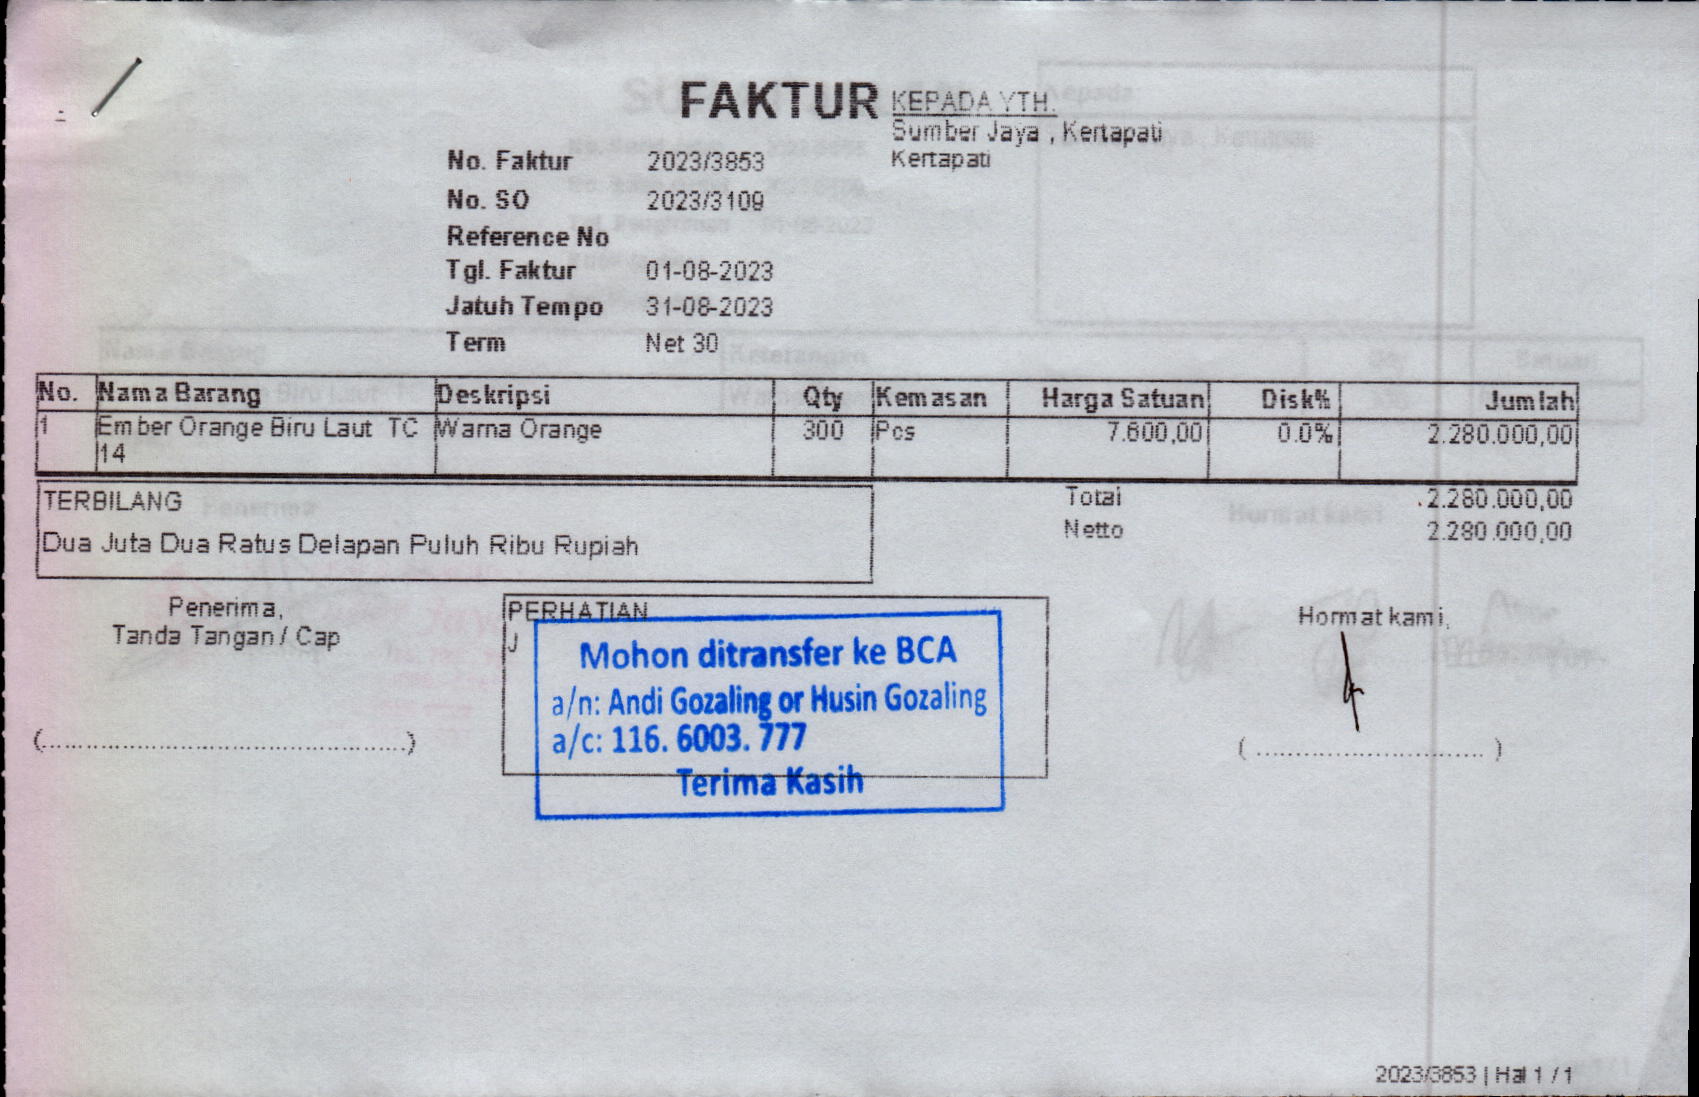 FAKTUR
KEPADA YTH.
Sumber Jaya , Kertapati
Kertapati
No. Faktur 2023/3853
No. SO 2023/3109
Reference No
Tgl. Faktur 01-08-2023
Jatuh Tempo 31-08-2023
Term Net 30
No. Nama Barang Deskripsi Qty Kemasan Harga Satuan Disk% Jumlah
1 Ember Orange Biru Laut TC Warna Orange 300 Pcs 7.600,00 0.0% 2.280.000,00
14
TERBILANG
Dua Juta Dua Ratus Delapan Puluh Ribu Rupiah
Total 2.280.000,00
Netto 2.280.000,00
Penerima,
Tanda Tangan / Cap
(............................................)
PERHATIAN
J
Mohon ditransfer ke BCA
a/n: Andi Gozaling or Husin Gozaling
a/c: 116. 6003. 777
Terima Kasih
Hormat kami,
( ................................ )
2023/3853 | Hal 1 / 1